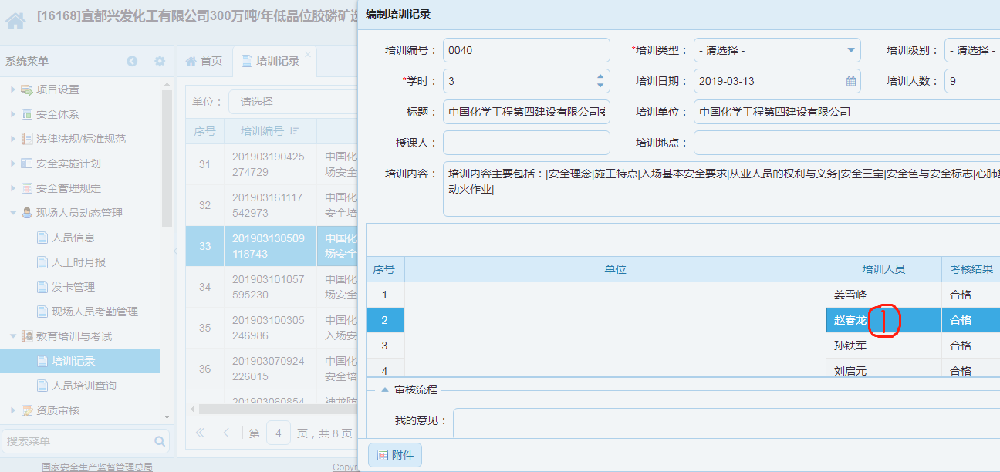 [16168]宜都兴发化工有限公司300万吨/年低品位胶磷矿选
系统菜单
项目设置
安全体系
法律法规/标准规范
安全实施计划
安全管理规定
现场人员动态管理
人员信息
人工时月报
发卡管理
现场人员考勤管理
教育培训与考试
培训记录
人员培训查询
资质审核
搜索菜单
首页
培训记录
单位： - 请选择 -
序号 培训编号
31 201903190425274729 中国化
场安全
32 201903161117542973 中国化
安全培
33 201903130509118743 中国化
场安全
34 201903101057595230 中国化
场安全
35 201903100305246986 中国化
入场安
36 201903070924226015 中国化
安全培
201903060854
第 4 页，共 8 页
编制培训记录
培训编号： 0040 *培训类型： - 请选择 - 培训级别： - 请选择 -
*学时： 3 培训日期： 2019-03-13 培训人数： 9
标题： 中国化学工程第四建设有限公司安 培训单位： 中国化学工程第四建设有限公司
授课人： 培训地点：
培训内容： 培训内容主要包括：|安全理念|施工特点|入场基本安全要求|从业人员的权利与义务|安全三宝|安全色与安全标志|心肺复
动火作业|
序号 单位 培训人员 考核结果
1 姜雪峰 合格
2 赵春龙 1 合格
3 孙铁军 合格
4 刘启元 合格
审核流程
我的意见：
附件
国家安全生产监督管理总局 Copyr